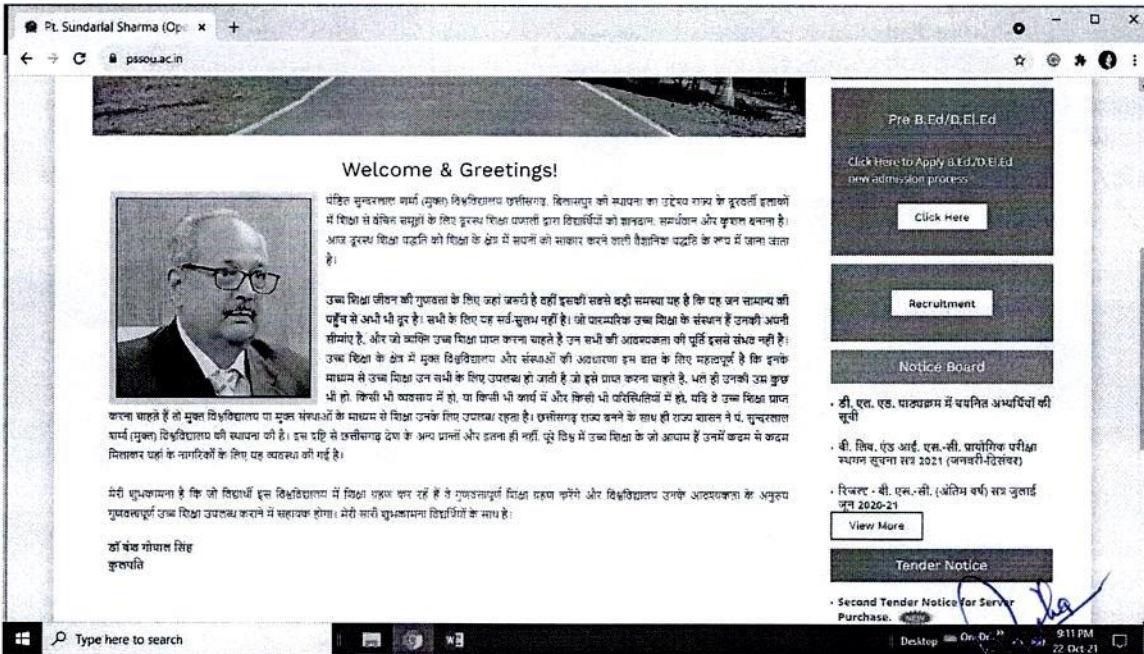 Pt. Sundarlal Sharma (Ope
pssou.ac.in
Welcome & Greetings!
पंडित सुन्दरलाल शर्मा (मुक्त) विश्वविद्यालय छत्तीसगढ़, बिलासपुर की स्थापना का उद्देश्य राज्य के दूरवर्ती इलाकों
में शिक्षा से वंचित समूहों के लिए दूरस्थ शिक्षा प्रणाली द्वारा विद्यार्थियों को ज्ञानवान, सामर्थ्यवान और कुशल बनाना है।
आज दूरस्थ शिक्षा पद्धति को शिक्षा के क्षेत्र में सपनों को साकार करने वाली वैज्ञानिक पद्धति के रूप में जाना जाता
है।
उच्च शिक्षा जीवन की गुणवत्ता के लिए जहां जरूरी है वहीं इसकी सबसे बड़ी समस्या यह है कि यह जन सामान्य की
पहुँच से अभी भी दूर है। सभी के लिए यह सर्व-सुलभ नहीं है। जो पारम्परिक उच्च शिक्षा के संस्थान हैं उनकी अपनी
सीमाएं है, और जो व्यक्ति उच्च शिक्षा प्राप्त करना चाहते है उन सभी की आवश्यकता की पूर्ति इससे संभव नहीं है।
उच्च शिक्षा के क्षेत्र में मुक्त विश्वविद्यालय और संस्थाओं की अवधारणा इस बात के लिए महत्वपूर्ण है कि इनके
माध्यम से उच्च शिक्षा उन सभी के लिए उपलब्ध हो जाती है जो इसे प्राप्त करना चाहते है, भले ही उनकी उम्र कुछ
भी हो, किसी भी व्यवसाय में हो, या किसी भी कार्य में और किसी भी परिस्थितियों में हो, यदि वे उच्च शिक्षा प्राप्त
करना चाहते हैं तो मुक्त विश्वविद्यालय या मुक्त संस्थाओं के माध्यम से शिक्षा उनके लिए उपलब्ध रहता है। छत्तीसगढ़ राज्य बनने के साथ ही राज्य शासन ने पं. सुन्दरलाल
शर्मा (मुक्त) विश्वविद्यालय की स्थापना की है। इस दृष्टि से छत्तीसगढ़ देश के अन्य प्रान्तों और इतना ही नहीं, पूरे विश्व में उच्च शिक्षा के जो आयाम हैं उनमें कदम से कदम
मिलाकर यहां के नागरिकों के लिए यह व्यवस्था की गई है।
मेरी शुभकामना है कि जो विद्यार्थी इस विश्वविद्यालय में शिक्षा ग्रहण कर रहें हैं वे गुणवत्तापूर्ण शिक्षा ग्रहण करेंगे और विश्वविद्यालय उनके आवश्यकता के अनुरूप
गुणवत्तापूर्ण उच्च शिक्षा उपलब्ध कराने में सहायक होगा। मेरी सारी शुभकामना विद्यार्थियों के साथ है।
डॉ बंश गोपाल सिंह
कुलपति
Pre B.Ed/D.El.Ed
Click Here to Apply B.Ed./D.El.Ed
new admission process
Click Here
Recruitment
Notice Board
डी. एल. एड. पाठ्यक्रम में चयनित अभ्यर्थियों की
सूची
बी. लिब. एंड आई. एस.-सी. प्रायोगिक परीक्षा
स्थगन सूचना सत्र 2021 (जनवरी-दिसंबर)
रिजल्ट - बी. एस.-सी. (अंतिम वर्ष) सत्र जुलाई
जून 2020-21
View More
Tender Notice
Second Tender Notice for Server
Purchase. NEW
Type here to search
Desktop
9:11 PM
22-Oct-21